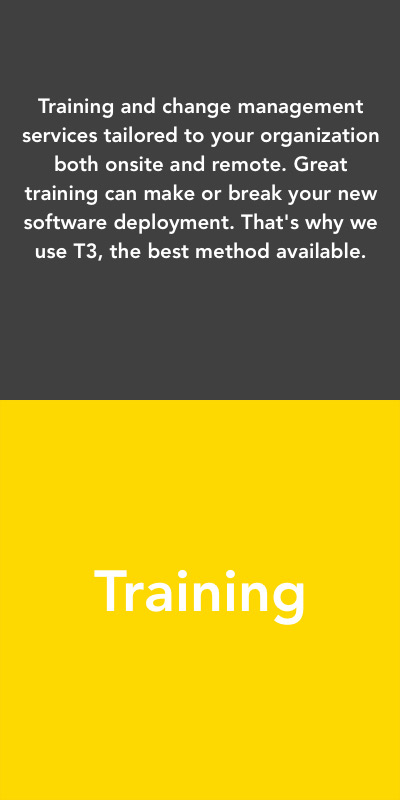 Training and change management
services tailored to your organization
both onsite and remote. Great
training can make or break your new
software deployment. That's why we
use T3, the best method available.
Training